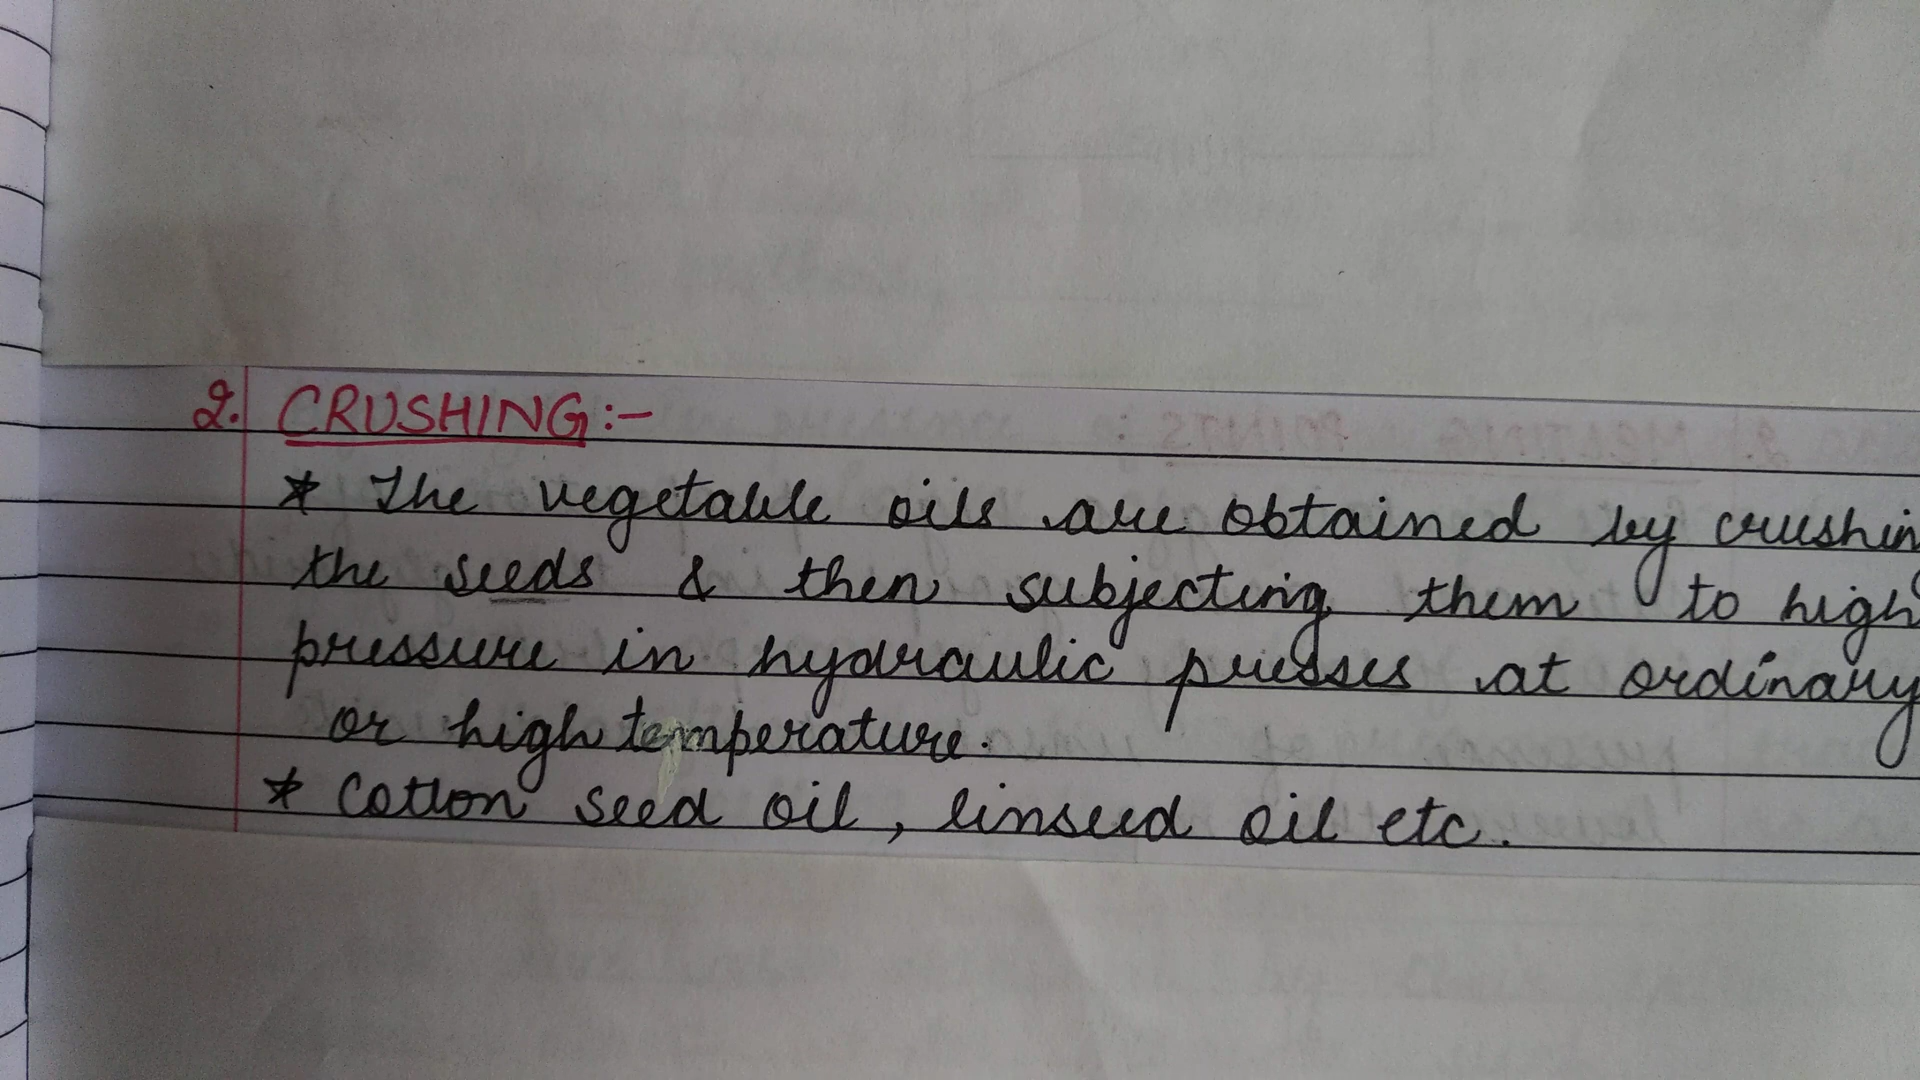 2. CRUSHING:-
* The vegetable oils are obtained by crushin
the seeds & then subjecting them to high
pressure in hydraulic presses at ordinary
or high temperature.
* Cotton seed oil, linseed oil etc.